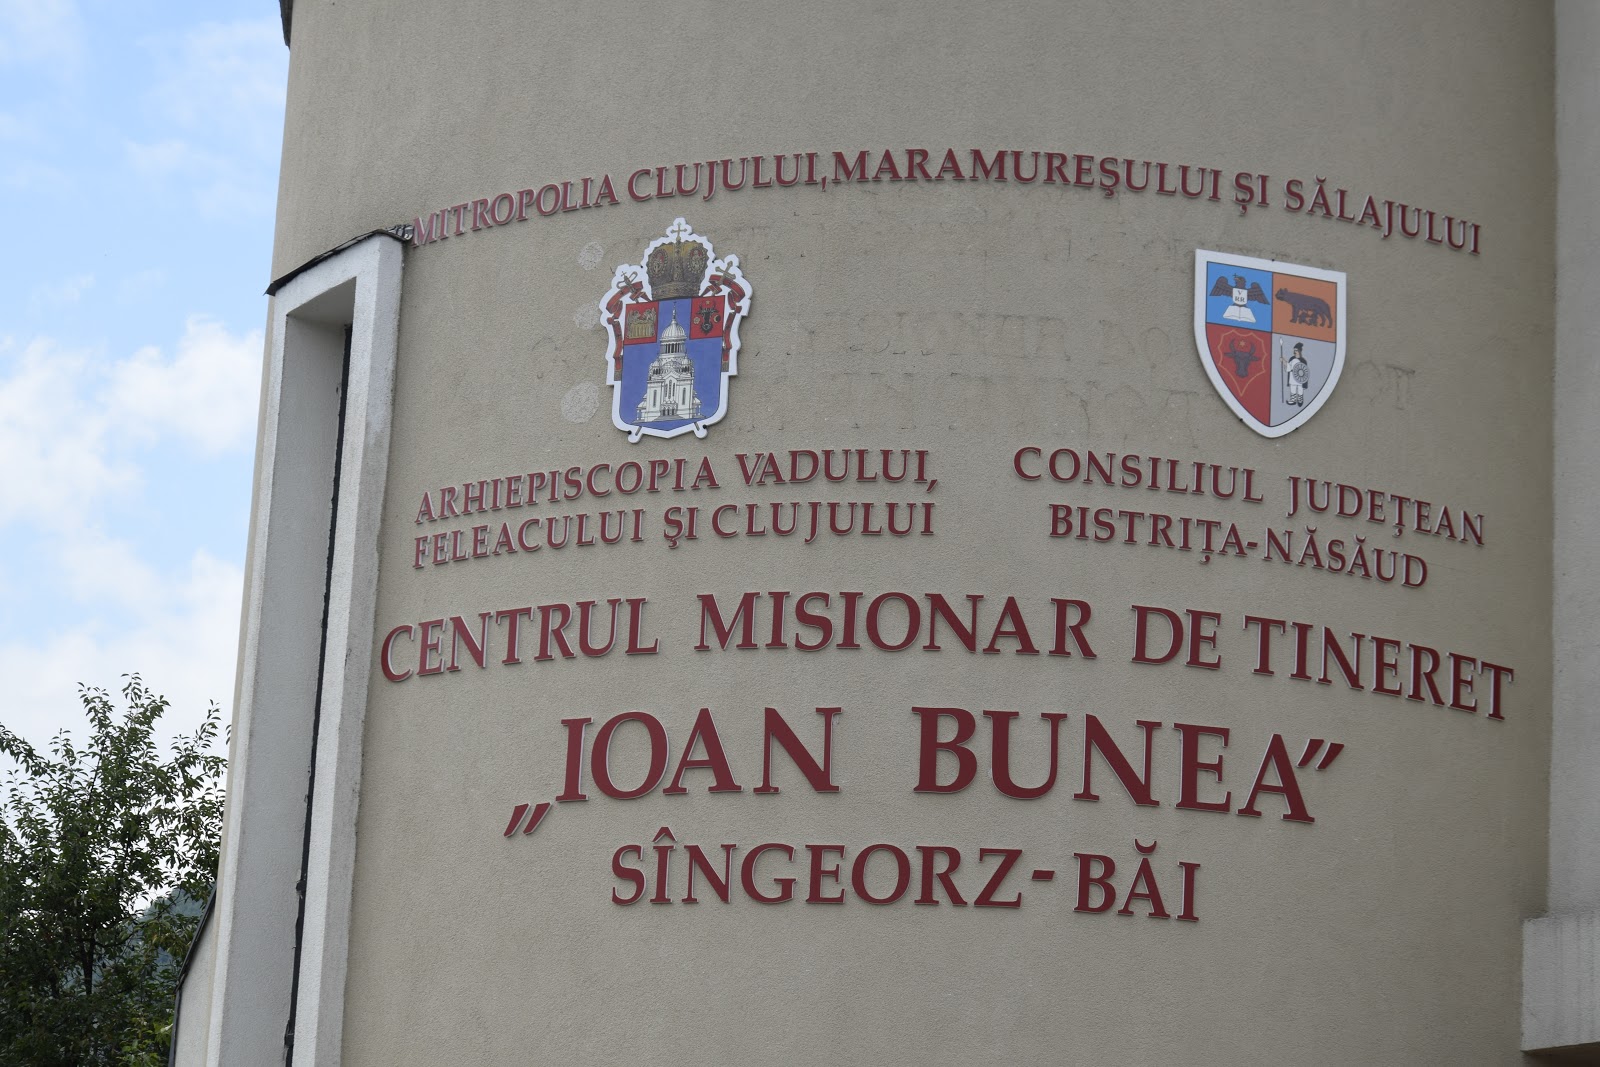 MITROPOLIA CLUJULUI, MARAMUREŞULUI ŞI SĂLAJULUI
ARHIEPISCOPIA VADULUI,
FELEACULUI ŞI CLUJULUI
CONSILIUL JUDEŢEAN
BISTRIŢA-NĂSĂUD
CENTRUL MISIONAR DE TINERET
„IOAN BUNEA”
SÎNGEORZ-BĂI